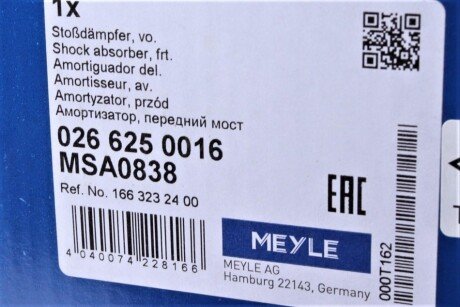 1x
Stoßdämpfer, vo.
Shock absorber, frt.
Amortiguador del.
Amortisseur, av.
Amortyzator, przód
Амортизатор, передний мост
026 625 0016
MSA0838
Ref. No. 166 323 24 00
EAC
MEYLE
MEYLE AG
Hamburg 22143, Germany
4 040074 228166
000T162